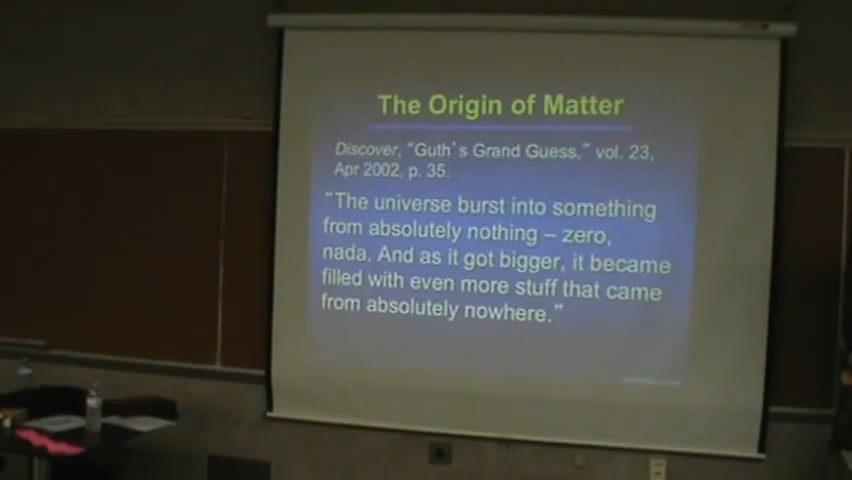 The Origin of Matter
Discover, “Guth’s Grand Guess,” vol. 23,
Apr 2002, p. 35.
“The universe burst into something
from absolutely nothing – zero,
nada. And as it got bigger, it became
filled with even more stuff that came
from absolutely nowhere.”